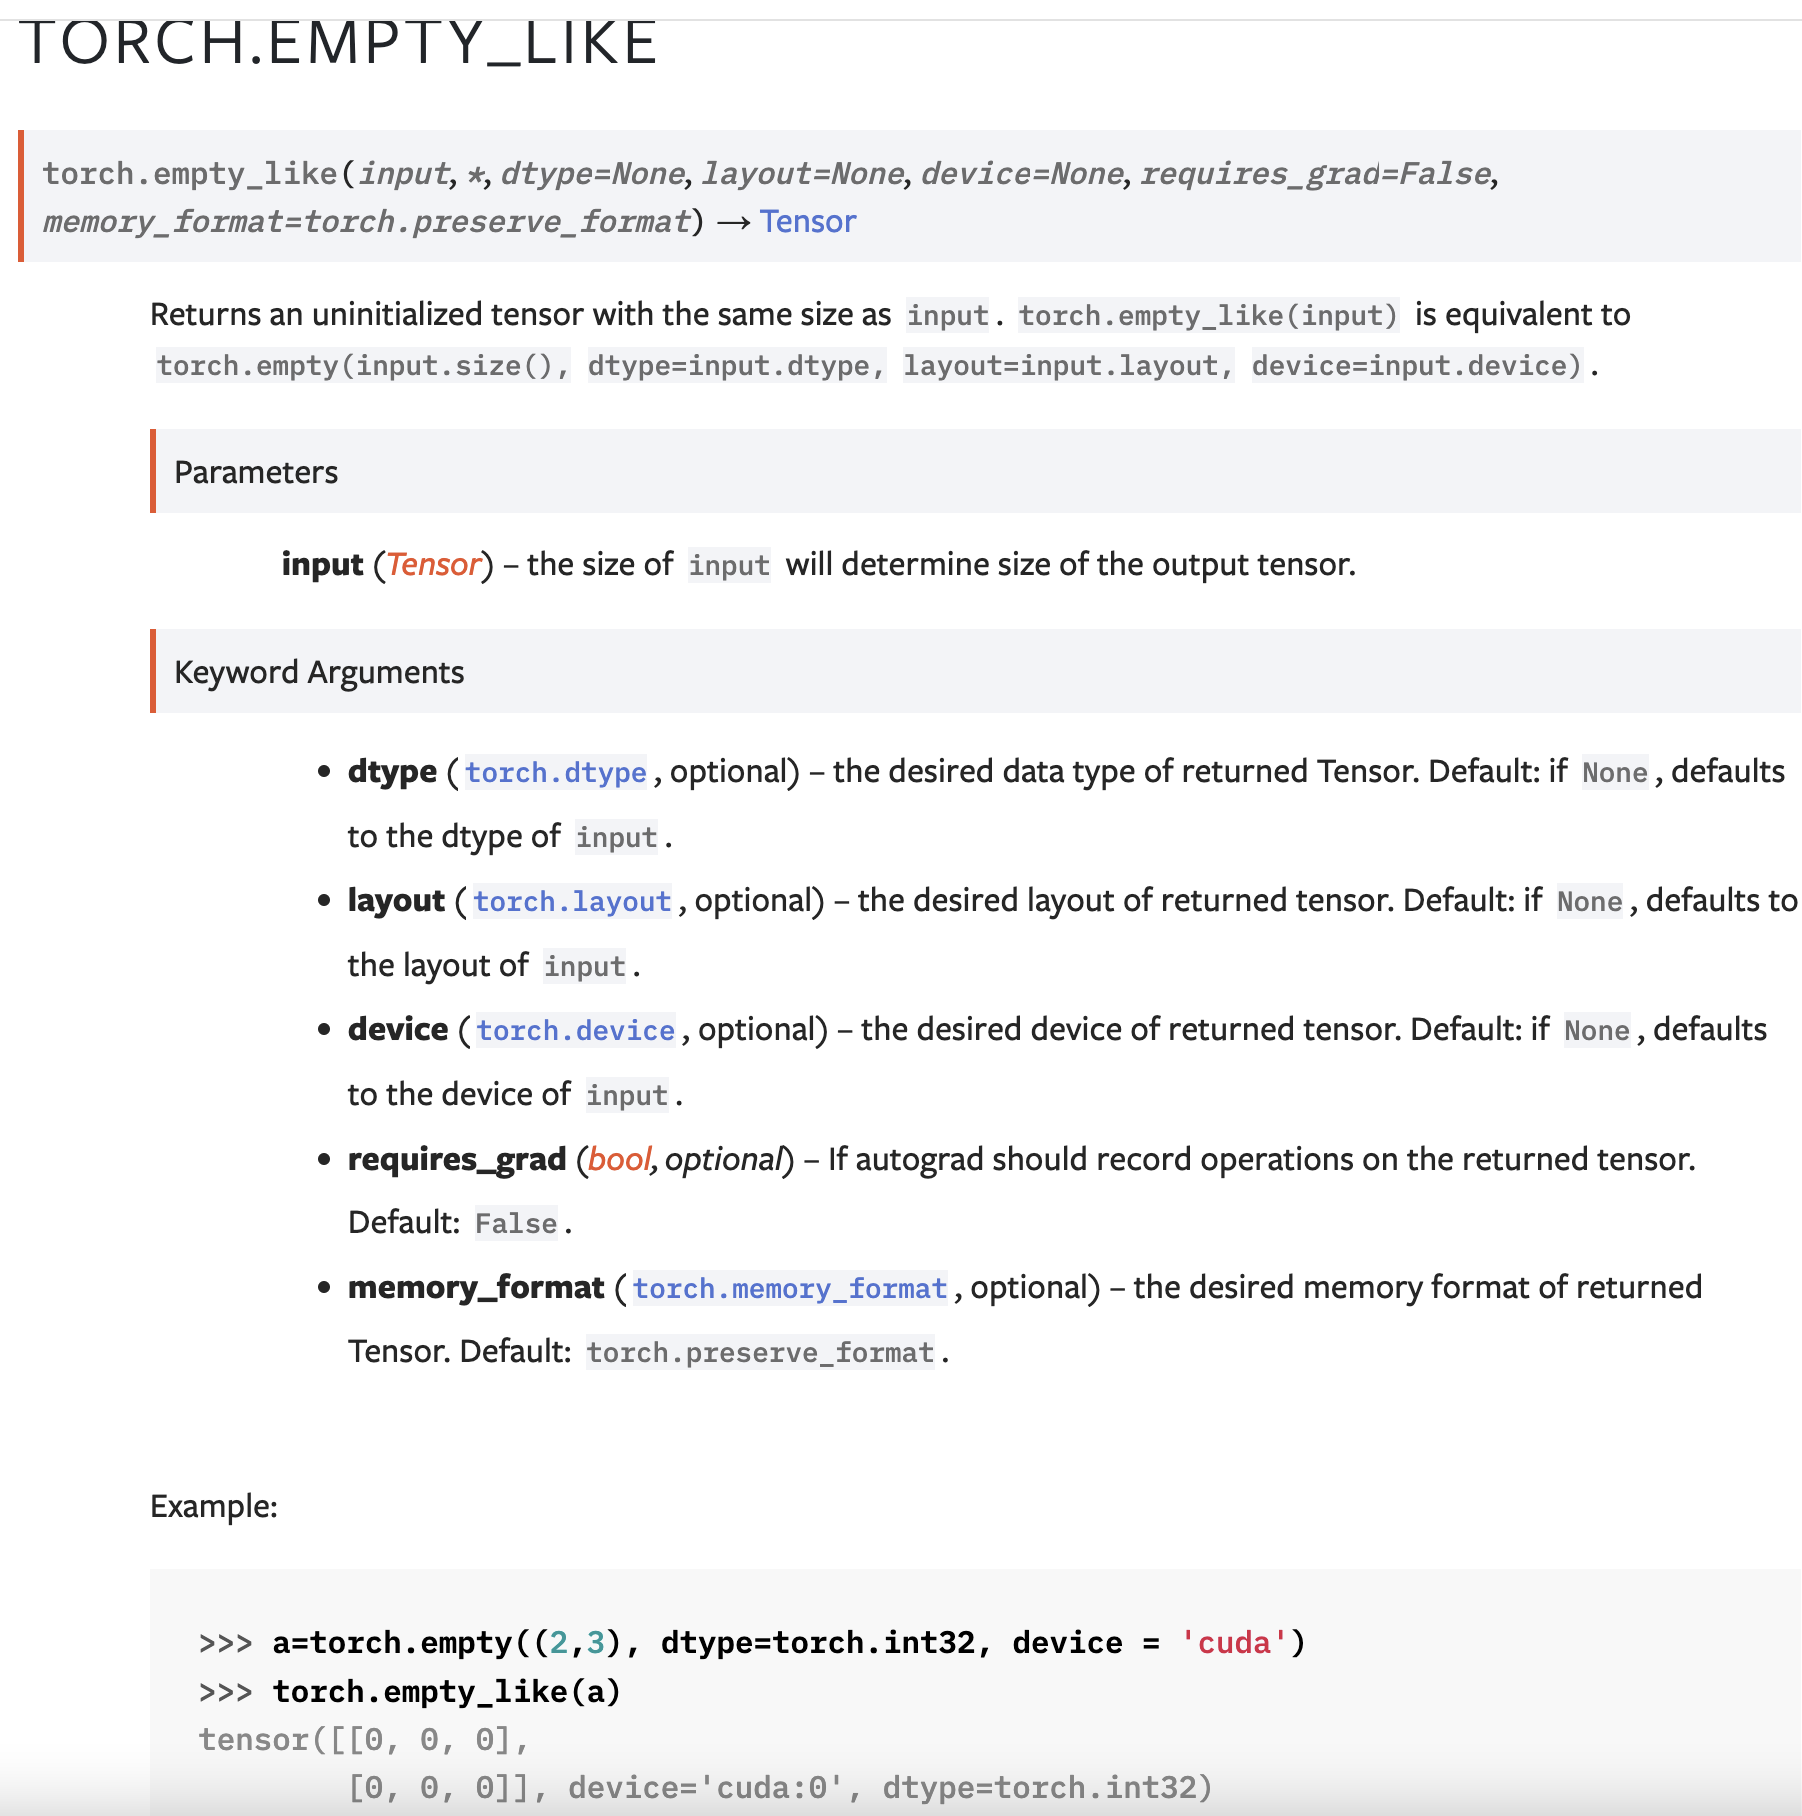 TORCH.EMPTY_LIKE
torch.empty_like(input, *, dtype=None, layout=None, device=None, requires_grad=False,
memory_format=torch.preserve_format) → Tensor
Returns an uninitialized tensor with the same size as input. torch.empty_like(input) is equivalent to
torch.empty(input.size(), dtype=input.dtype, layout=input.layout, device=input.device).
Parameters
input (Tensor) – the size of input will determine size of the output tensor.
Keyword Arguments
• dtype (torch.dtype, optional) – the desired data type of returned Tensor. Default: if None, defaults
to the dtype of input.
• layout (torch.layout, optional) – the desired layout of returned tensor. Default: if None, defaults to
the layout of input.
• device (torch.device, optional) – the desired device of returned tensor. Default: if None, defaults
to the device of input.
• requires_grad (bool, optional) – If autograd should record operations on the returned tensor.
Default: False.
• memory_format (torch.memory_format, optional) – the desired memory format of returned
Tensor. Default: torch.preserve_format.
Example:
>>> a=torch.empty((2,3), dtype=torch.int32, device = 'cuda')
>>> torch.empty_like(a)
tensor([[0, 0, 0],
        [0, 0, 0]], device='cuda:0', dtype=torch.int32)